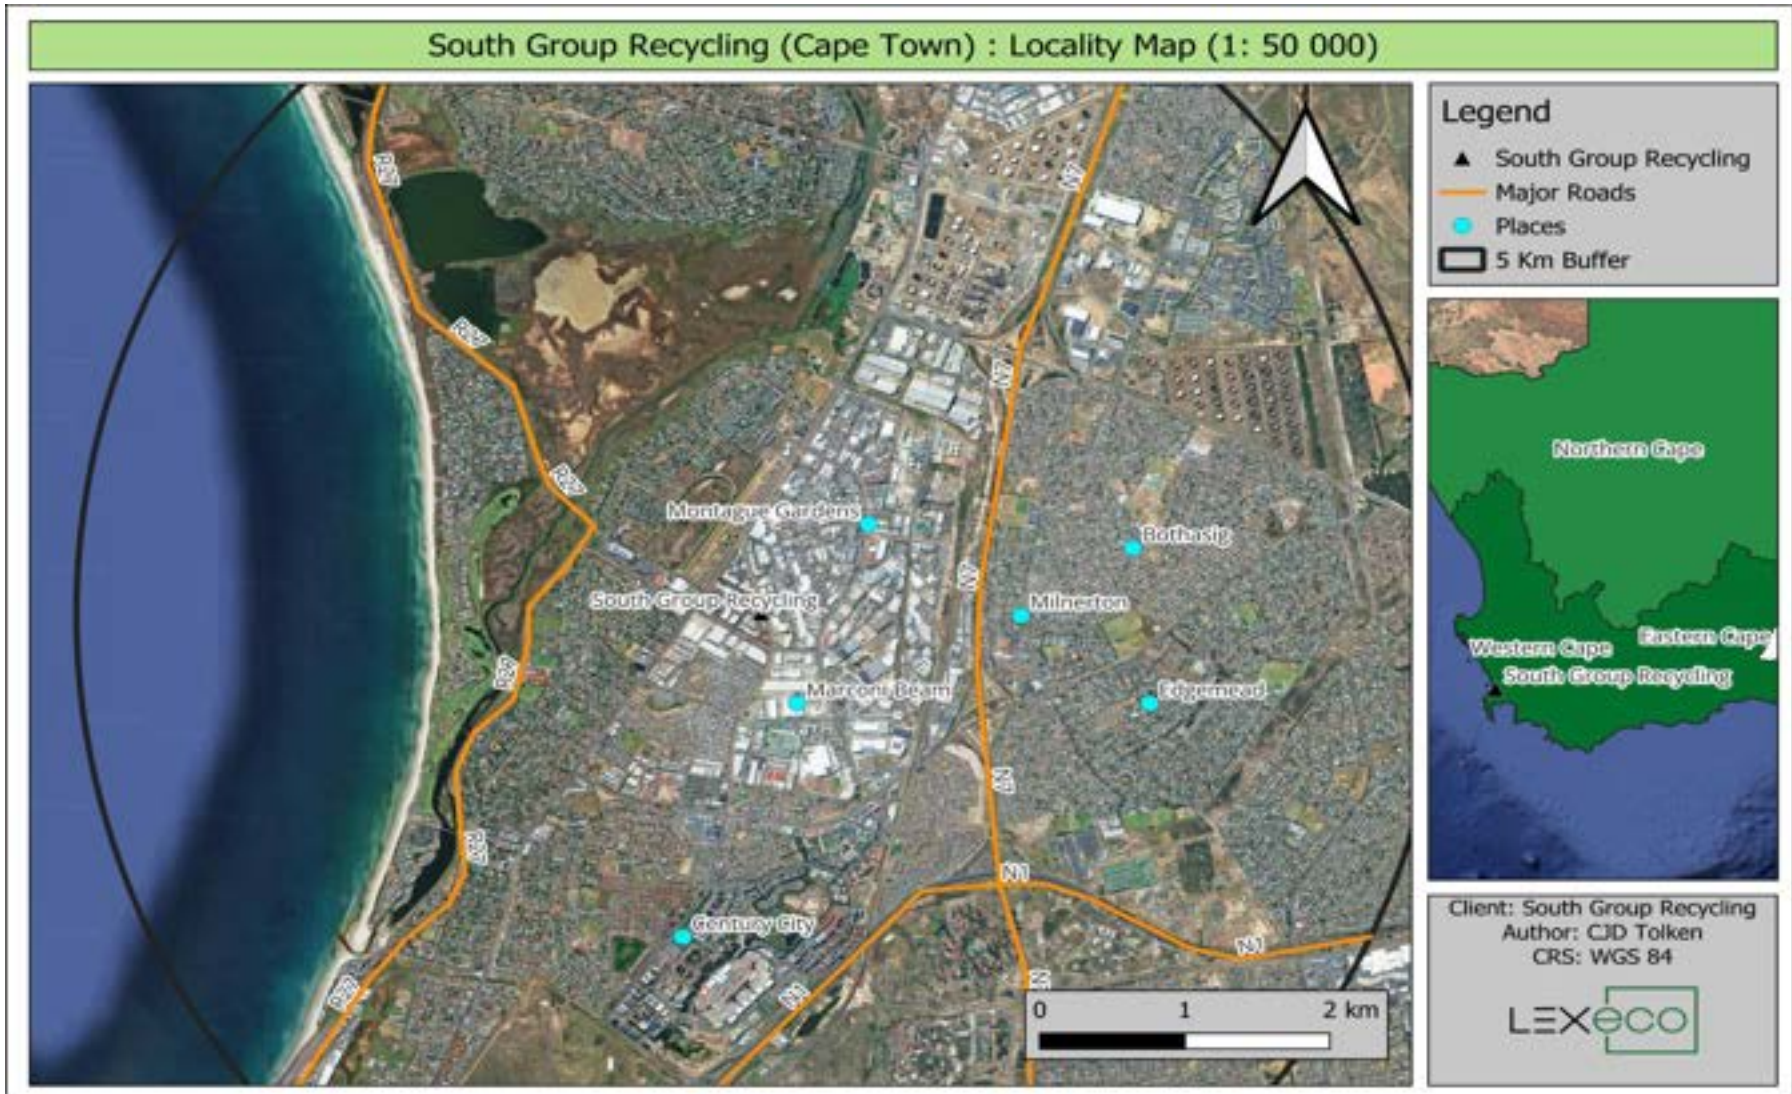 South Group Recycling (Cape Town) : Locality Map (1: 50 000)
R27
R27
R27
R27
R27
R27
N7
N7
N7
N7
N7
N1
N1
N1
Montague Gardens
Bothasig
South Group Recycling
Milnerton
Marconi Beam
Edgemead
Century City
0 1 2 km
Legend
South Group Recycling
Major Roads
Places
5 Km Buffer
Northern Cape
Eastern Cape
Western Cape
South Group Recycling
Client: South Group Recycling
Author: CJD Tolken
CRS: WGS 84
LEXeco